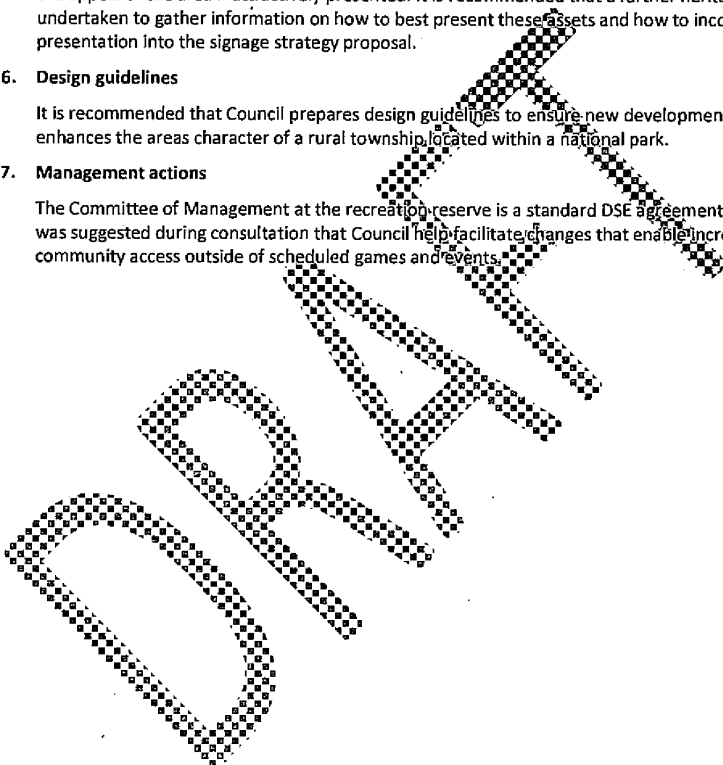 undertaken to gather information on how to best present these assets and how to inco
presentation into the signage strategy proposal.
6. Design guidelines
It is recommended that Council prepares design guidelines to ensure new developmen
enhances the areas character of a rural township located within a national park.
7. Management actions
The Committee of Management at the recreation reserve is a standard DSE agreement
was suggested during consultation that Council help facilitate changes that enable incr
community access outside of scheduled games and events.
DRAFT